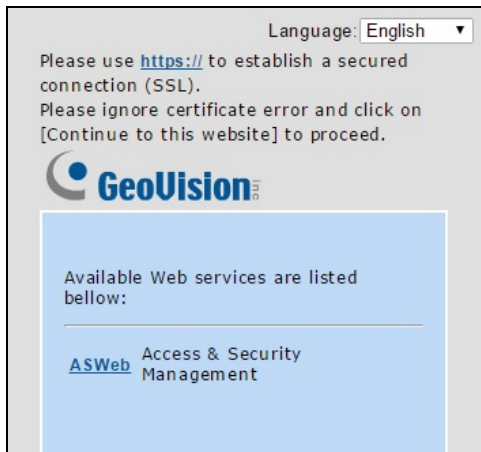 Language: English
Please use https:// to establish a secured
connection (SSL).
Please ignore certificate error and click on
[Continue to this website] to proceed.
GeoVision inc
Available Web services are listed
bellow:
ASWeb Access & Security
Management